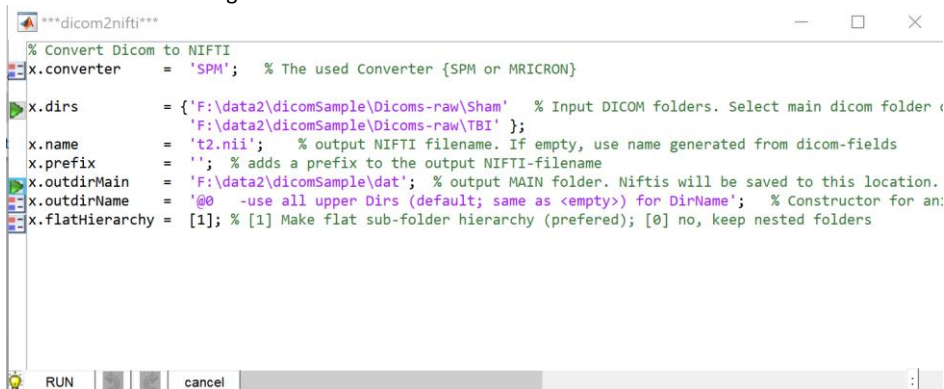 ***dicom2nifti***
% Convert Dicom to NIFTI
x.converter = 'SPM'; % The used Converter {SPM or MRICRON}
x.dirs = {'F:\data2\dicomSample\Dicoms-raw\Sham' % Input DICOM folders. Select main dicom folder
'F:\data2\dicomSample\Dicoms-raw\TBI' };
x.name = 't2.nii'; % output NIFTI filename. If empty, use name generated from dicom-fields
x.prefix = ''; % adds a prefix to the output NIFTI-filename
x.outdirMain = 'F:\data2\dicomSample\dat'; % output MAIN folder. Niftis will be saved to this location.
x.outdirName = '@0 -use all upper Dirs (default; same as <empty>) for DirName'; % Constructor for
x.flatHierarchy = [1]; % [1] Make flat sub-folder hierarchy (prefered); [0] no, keep nested folders
RUN cancel